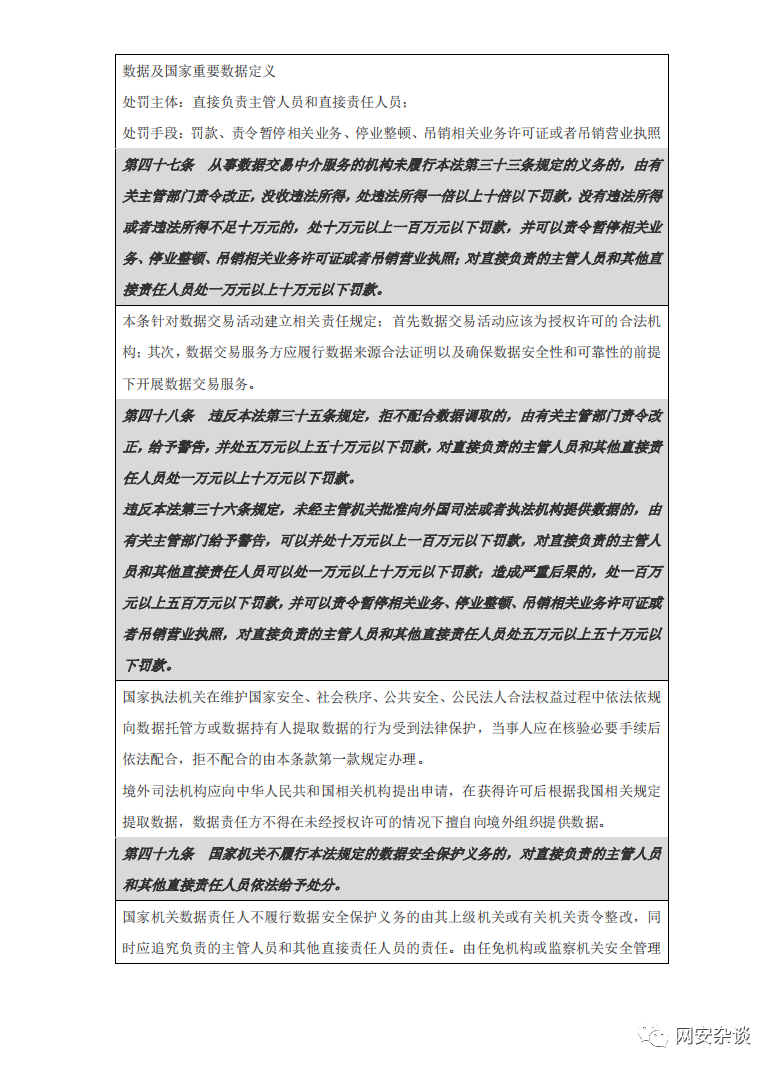 数据及国家重要数据定义
处罚主体：直接负责主管人员和直接责任人员；
处罚手段：罚款、责令暂停相关业务、停业整顿、吊销相关业务许可证或者吊销营业执照
第四十七条　从事数据交易中介服务的机构未履行本法第三十三条规定的义务的，由有
关主管部门责令改正，没收违法所得，处违法所得一倍以上十倍以下罚款，没有违法所得
或者违法所得不足十万元的，处十万元以上一百万元以下罚款，并可以责令暂停相关业
务、停业整顿、吊销相关业务许可证或者吊销营业执照；对直接负责的主管人员和其他直
接责任人员处一万元以上十万元以下罚款。
本条针对数据交易活动建立相关责任规定；首先数据交易活动应该为授权许可的合法机
构；其次，数据交易服务方应履行数据来源合法证明以及确保数据安全性和可靠性的前提
下开展数据交易服务。
第四十八条　违反本法第三十五条规定，拒不配合数据调取的，由有关主管部门责令改
正，给予警告，并处五万元以上五十万元以下罚款，对直接负责的主管人员和其他直接责
任人员处一万元以上十万元以下罚款。
违反本法第三十六条规定，未经主管机关批准向外国司法或者执法机构提供数据的，由
有关主管部门给予警告，可以并处十万元以上一百万元以下罚款，对直接负责的主管人
员和其他直接责任人员可以处一万元以上十万元以下罚款；造成严重后果的，处一百万
元以上五百万元以下罚款，并可以责令暂停相关业务、停业整顿、吊销相关业务许可证或
者吊销营业执照，对直接负责的主管人员和其他直接责任人员处五万元以上五十万元以
下罚款。
国家执法机关在维护国家安全、社会秩序、公共安全、公民法人合法权益过程中依法依规
向数据托管方或数据持有人提取数据的行为受到法律保护，当事人应在核验必要手续后
依法配合，拒不配合的由本条款第一款规定办理。
境外司法机构应向中华人民共和国相关机构提出申请，在获得许可后根据我国相关规定
提取数据，数据责任方不得在未经授权许可的情况下擅自向境外组织提供数据。
第四十九条　国家机关不履行本法规定的数据安全保护义务的，对直接负责的主管人员
和其他直接责任人员依法给予处分。
国家机关数据责任人不履行数据安全保护义务的由其上级机关或有关机关责令整改，同
时应追究负责的主管人员和其他直接责任人员的责任。由任免机构或监察机关安全管理
网安杂谈